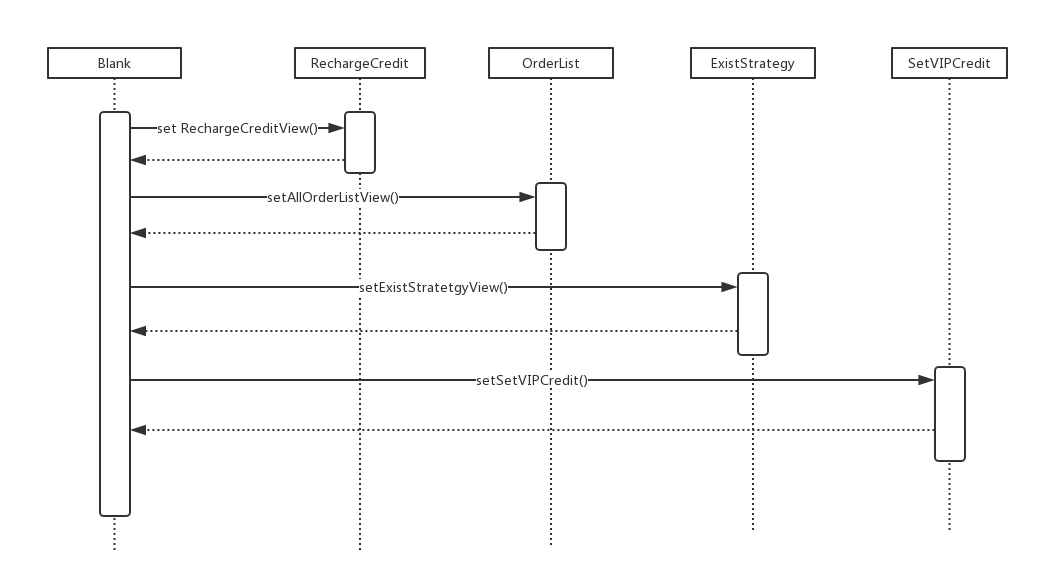 Blank
RechargeCredit
OrderList
ExistStrategy
SetVIPCredit
set RechargeCreditView()
setAllOrderListView()
setExistStratetgyView()
setSetVIPCredit()